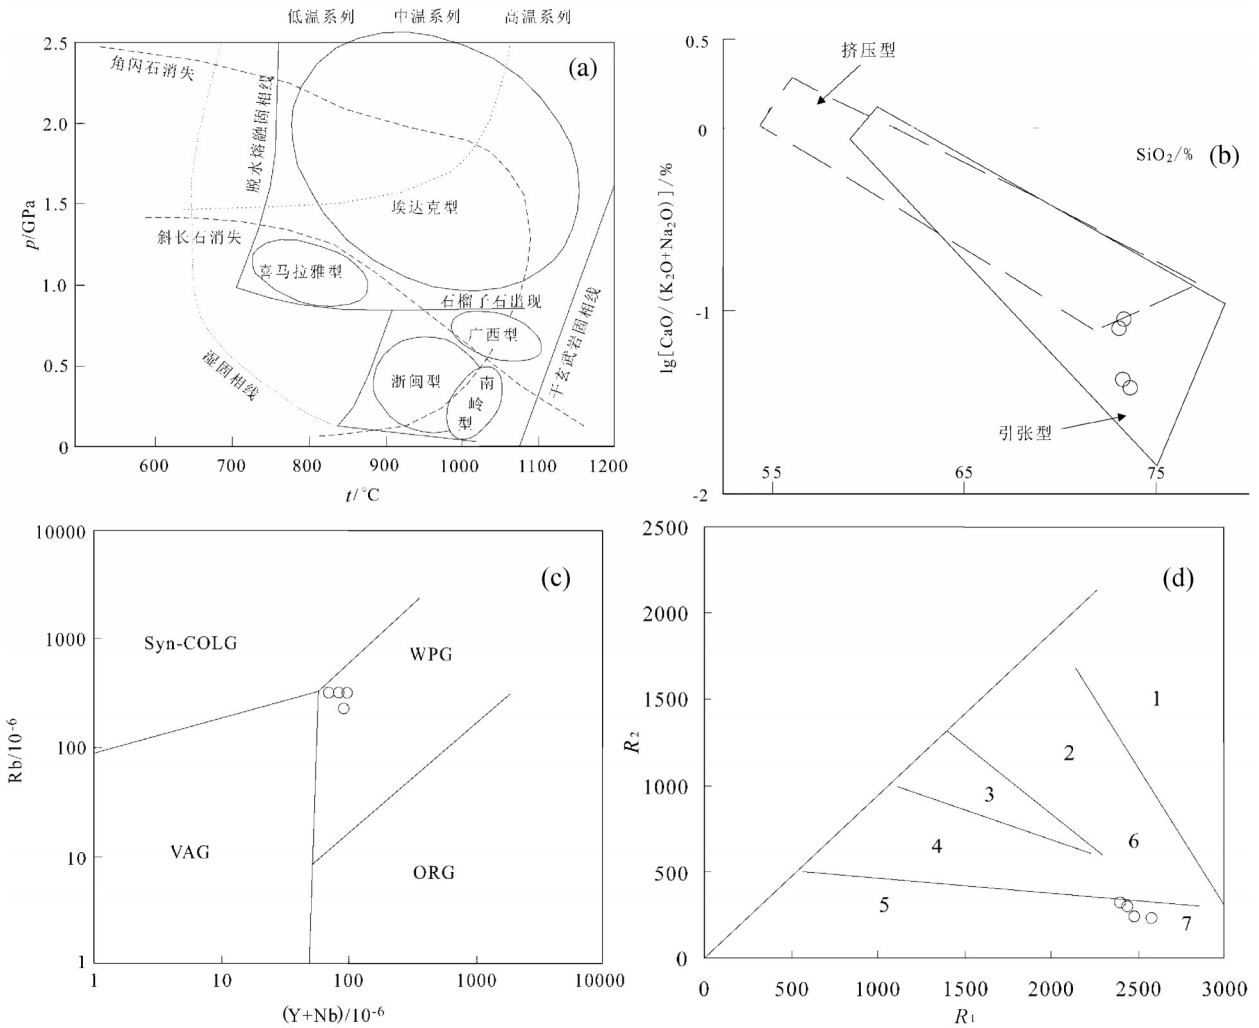 低温系列 中温系列 高温系列
2.5
2.0
1.5
1.0
0.5
0
p/GPa
(a)
角闪石消失
脱水熔融固相线
埃达克型
斜长石消失
喜马拉雅型
石榴子石出现
广西型
湿固相线
浙闽型
南岭型
干玄武岩固相线
600 700 800 900 1000 1100 1200
t/°C
0.5
0
-1
-2
lg[CaO/(K₂O+Na₂O)]/%
挤压型
SiO₂/% (b)
引张型
55 65 75
10000
1000
100
10
1
Rb/10⁻⁶
(c)
Syn-COLG
WPG
VAG
ORG
1 10 100 1000 10000
(Y+Nb)/10⁻⁶
2500
2000
1500
1000
500
0
R₂
(d)
1
2
3
4
6
5
7
0 500 1000 1500 2000 2500 3000
R₁